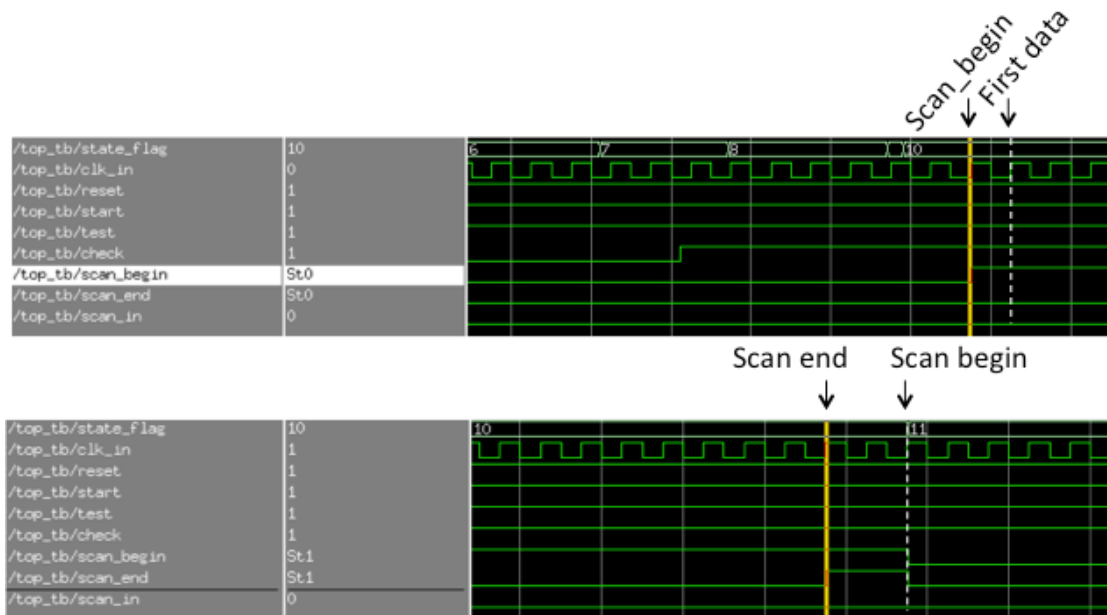 Scan_begin
First data
/top_tb/state_flag 10 6 7 8 10
/top_tb/clk_in 0
/top_tb/reset 1
/top_tb/start 1
/top_tb/test 1
/top_tb/check 1
/top_tb/scan_begin St0
/top_tb/scan_end St0
/top_tb/scan_in 0
Scan end Scan begin
/top_tb/state_flag 10 10 11
/top_tb/clk_in 1
/top_tb/reset 1
/top_tb/start 1
/top_tb/test 1
/top_tb/check 1
/top_tb/scan_begin St1
/top_tb/scan_end St1
/top_tb/scan_in 0